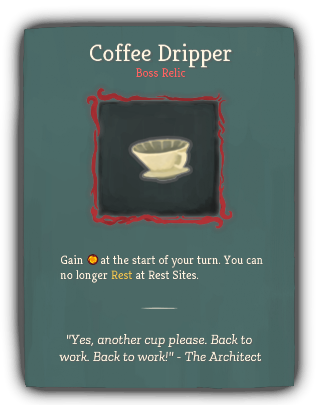 Coffee Dripper
Boss Relic
Gain at the start of your turn. You can
no longer Rest at Rest Sites.
"Yes, another cup please. Back to
work. Back to work!" - The Architect